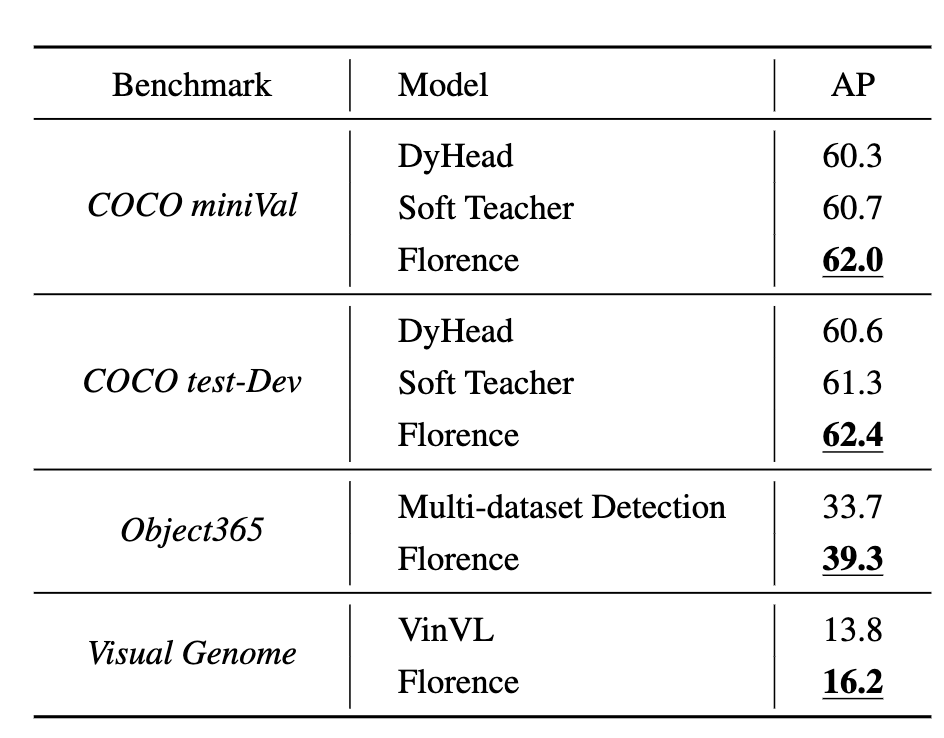 Benchmark Model AP
COCO miniVal
DyHead 60.3
Soft Teacher 60.7
Florence 62.0
COCO test-Dev
DyHead 60.6
Soft Teacher 61.3
Florence 62.4
Object365
Multi-dataset Detection 33.7
Florence 39.3
Visual Genome
VinVL 13.8
Florence 16.2